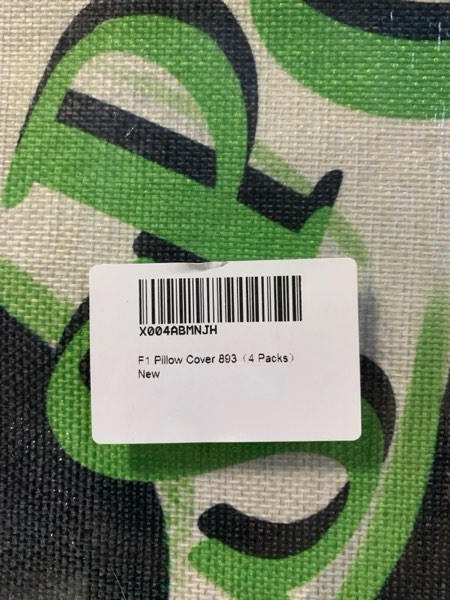 X004ABMNJH
F1 Pillow Cover 893（4 Packs）
New